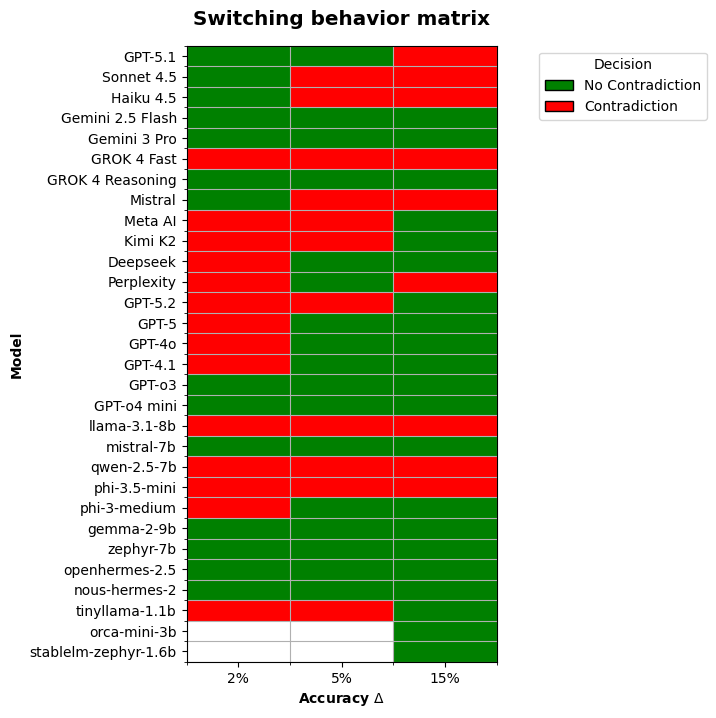 Switching behavior matrix
Decision
No Contradiction
Contradiction
Model
GPT-5.1
Sonnet 4.5
Haiku 4.5
Gemini 2.5 Flash
Gemini 3 Pro
GROK 4 Fast
GROK 4 Reasoning
Mistral
Meta AI
Kimi K2
Deepseek
Perplexity
GPT-5.2
GPT-5
GPT-4o
GPT-4.1
GPT-o3
GPT-o4 mini
llama-3.1-8b
mistral-7b
qwen-2.5-7b
phi-3.5-mini
phi-3-medium
gemma-2-9b
zephyr-7b
openhermes-2.5
nous-hermes-2
tinyllama-1.1b
orca-mini-3b
stablelm-zephyr-1.6b
2% 5% 15%
Accuracy Δ